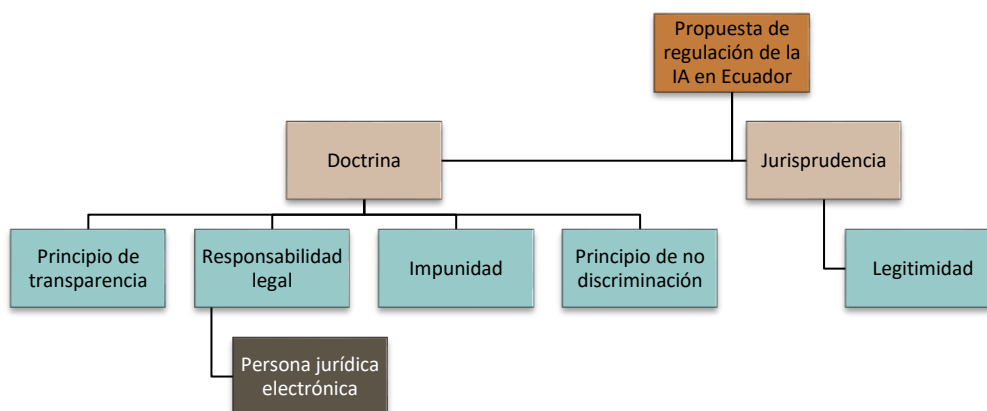 Propuesta de
regulación de la
IA en Ecuador
Doctrina
Jurisprudencia
Principio de
transparencia
Responsabilidad
legal
Impunidad
Principio de no
discriminación
Legitimidad
Persona jurídica
electrónica